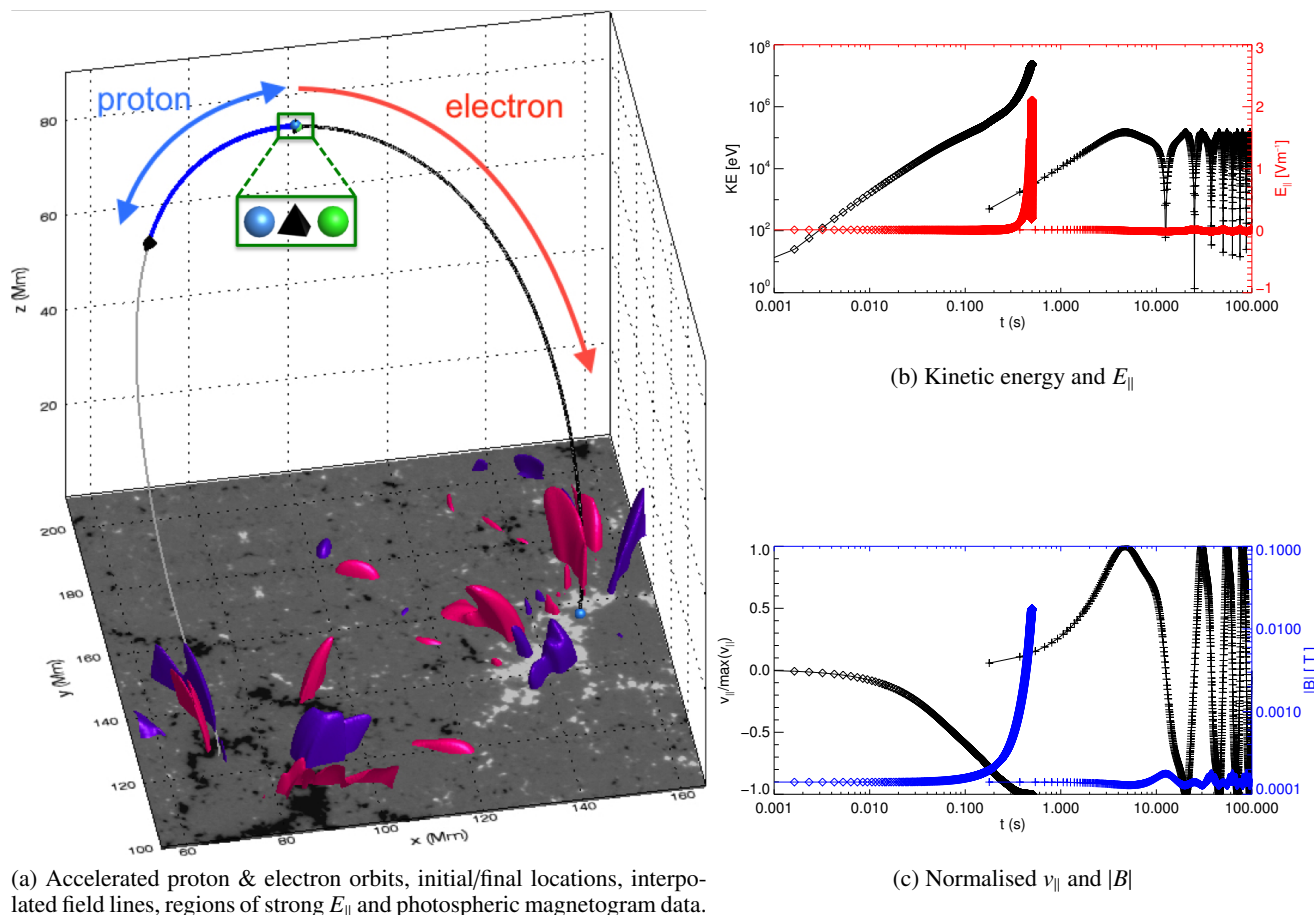 proton
electron
80
60
40
20
z (Mm)
200
180
160
140
120
100
y (Mm)
60
80
100
120
140
160
x (Mm)
(a) Accelerated proton & electron orbits, initial/final locations, interpo-
lated field lines, regions of strong E∥ and photospheric magnetogram data.
10⁸
10⁶
10⁴
10²
10⁰
KE [eV]
3
2
1
0
−1
E∥ [Vm⁻¹]
0.001 0.010 0.100 1.000 10.000 100.000
t (s)
(b) Kinetic energy and E∥
1.0
0.5
0.0
−0.5
−1.0
v∥/max(v∥)
0.1000
0.0100
0.0010
0.0001
|B| [T]
0.001 0.010 0.100 1.000 10.000 100.000
t (s)
(c) Normalised v∥ and |B|